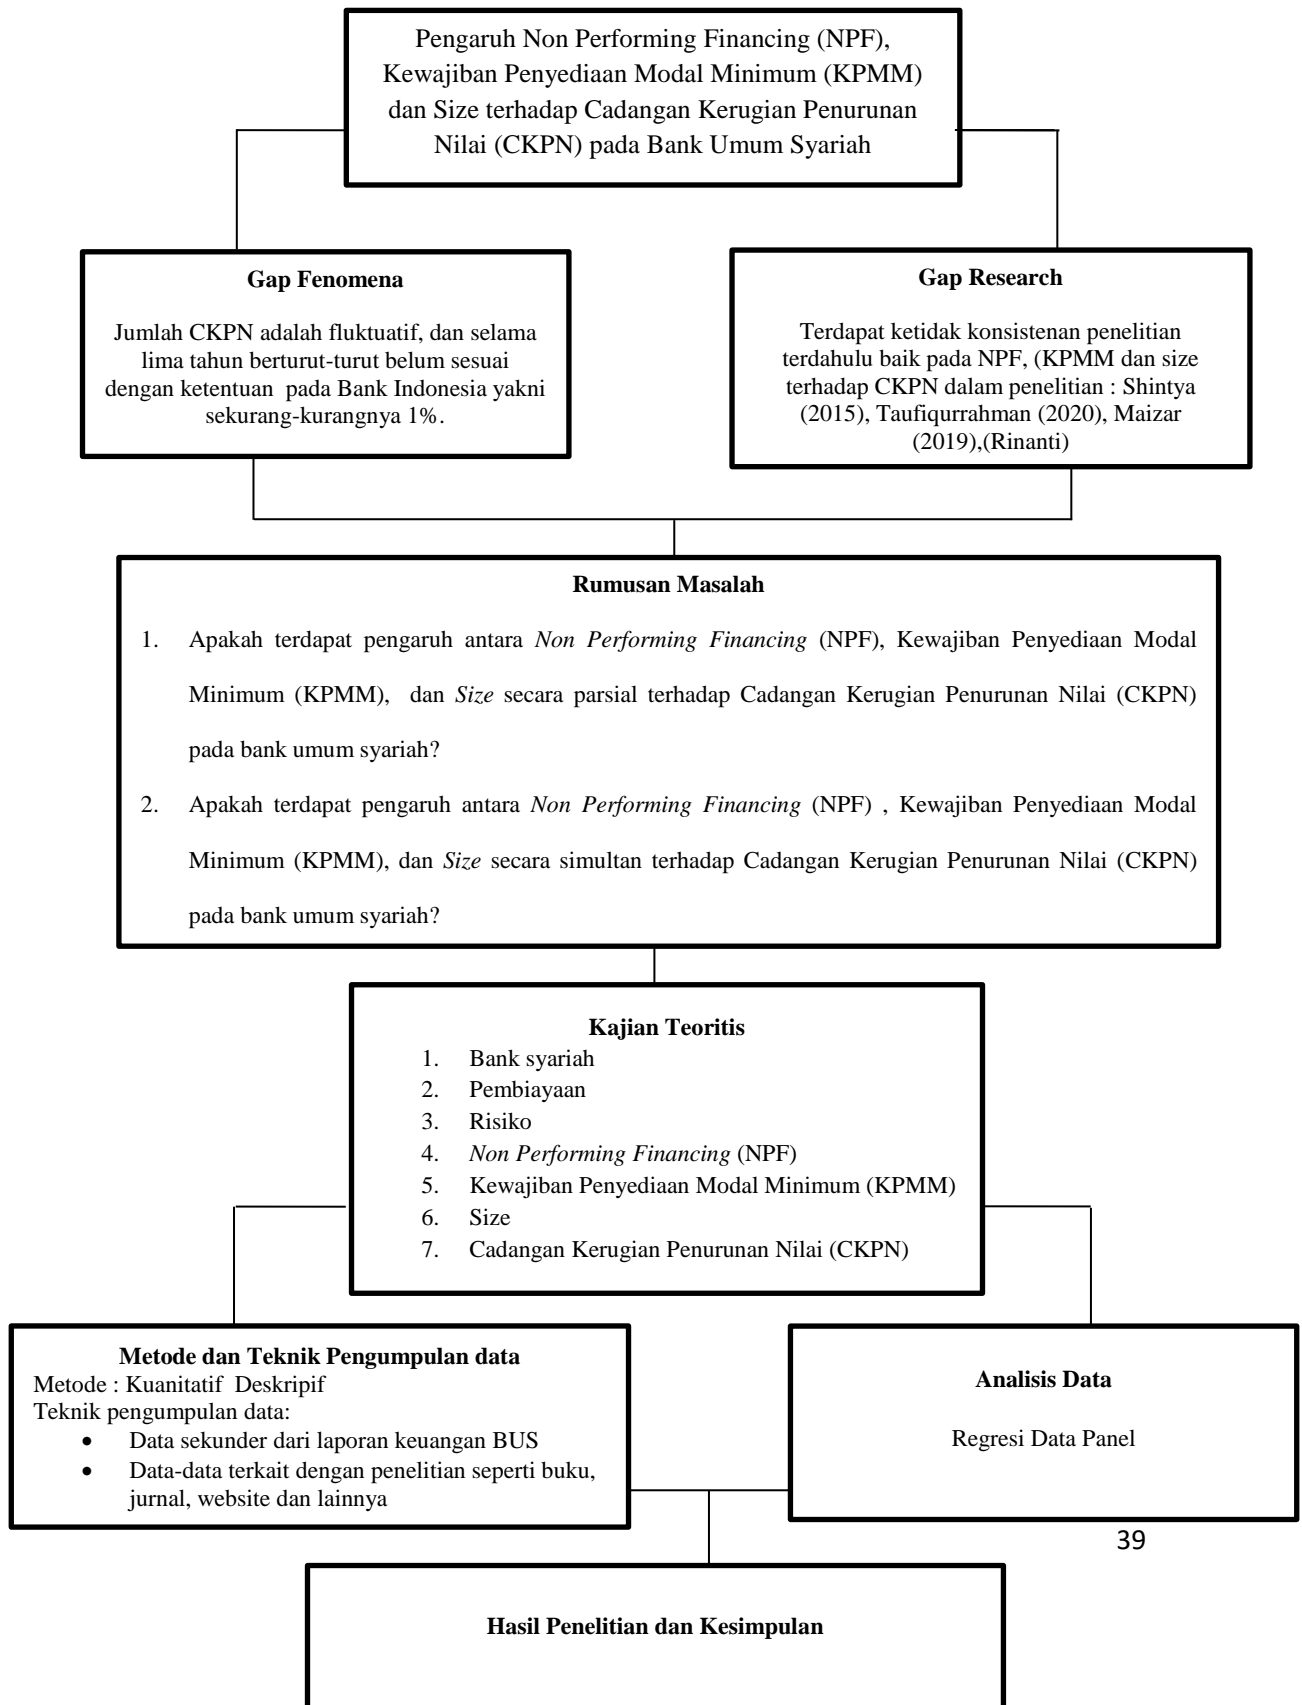 Pengaruh Non Performing Financing (NPF),
Kewajiban Penyediaan Modal Minimum (KPMM)
dan Size terhadap Cadangan Kerugian Penurunan
Nilai (CKPN) pada Bank Umum Syariah
Gap Fenomena
Jumlah CKPN adalah fluktuatif, dan selama
lima tahun berturut-turut belum sesuai
dengan ketentuan pada Bank Indonesia yakni
sekurang-kurangnya 1%.
Gap Research
Terdapat ketidak konsistenan penelitian
terdahulu baik pada NPF, (KPMM dan size
terhadap CKPN dalam penelitian : Shintya
(2015), Taufiqurrahman (2020), Maizar
(2019),(Rinanti)
Rumusan Masalah
1. Apakah terdapat pengaruh antara Non Performing Financing (NPF), Kewajiban Penyediaan Modal
Minimum (KPMM), dan Size secara parsial terhadap Cadangan Kerugian Penurunan Nilai (CKPN)
pada bank umum syariah?
2. Apakah terdapat pengaruh antara Non Performing Financing (NPF) , Kewajiban Penyediaan Modal
Minimum (KPMM), dan Size secara simultan terhadap Cadangan Kerugian Penurunan Nilai (CKPN)
pada bank umum syariah?
Kajian Teoritis
1. Bank syariah
2. Pembiayaan
3. Risiko
4. Non Performing Financing (NPF)
5. Kewajiban Penyediaan Modal Minimum (KPMM)
6. Size
7. Cadangan Kerugian Penurunan Nilai (CKPN)
Metode dan Teknik Pengumpulan data
Metode : Kuanitatif Deskripif
Teknik pengumpulan data:
• Data sekunder dari laporan keuangan BUS
• Data-data terkait dengan penelitian seperti buku,
jurnal, website dan lainnya
Analisis Data
Regresi Data Panel
39
Hasil Penelitian dan Kesimpulan